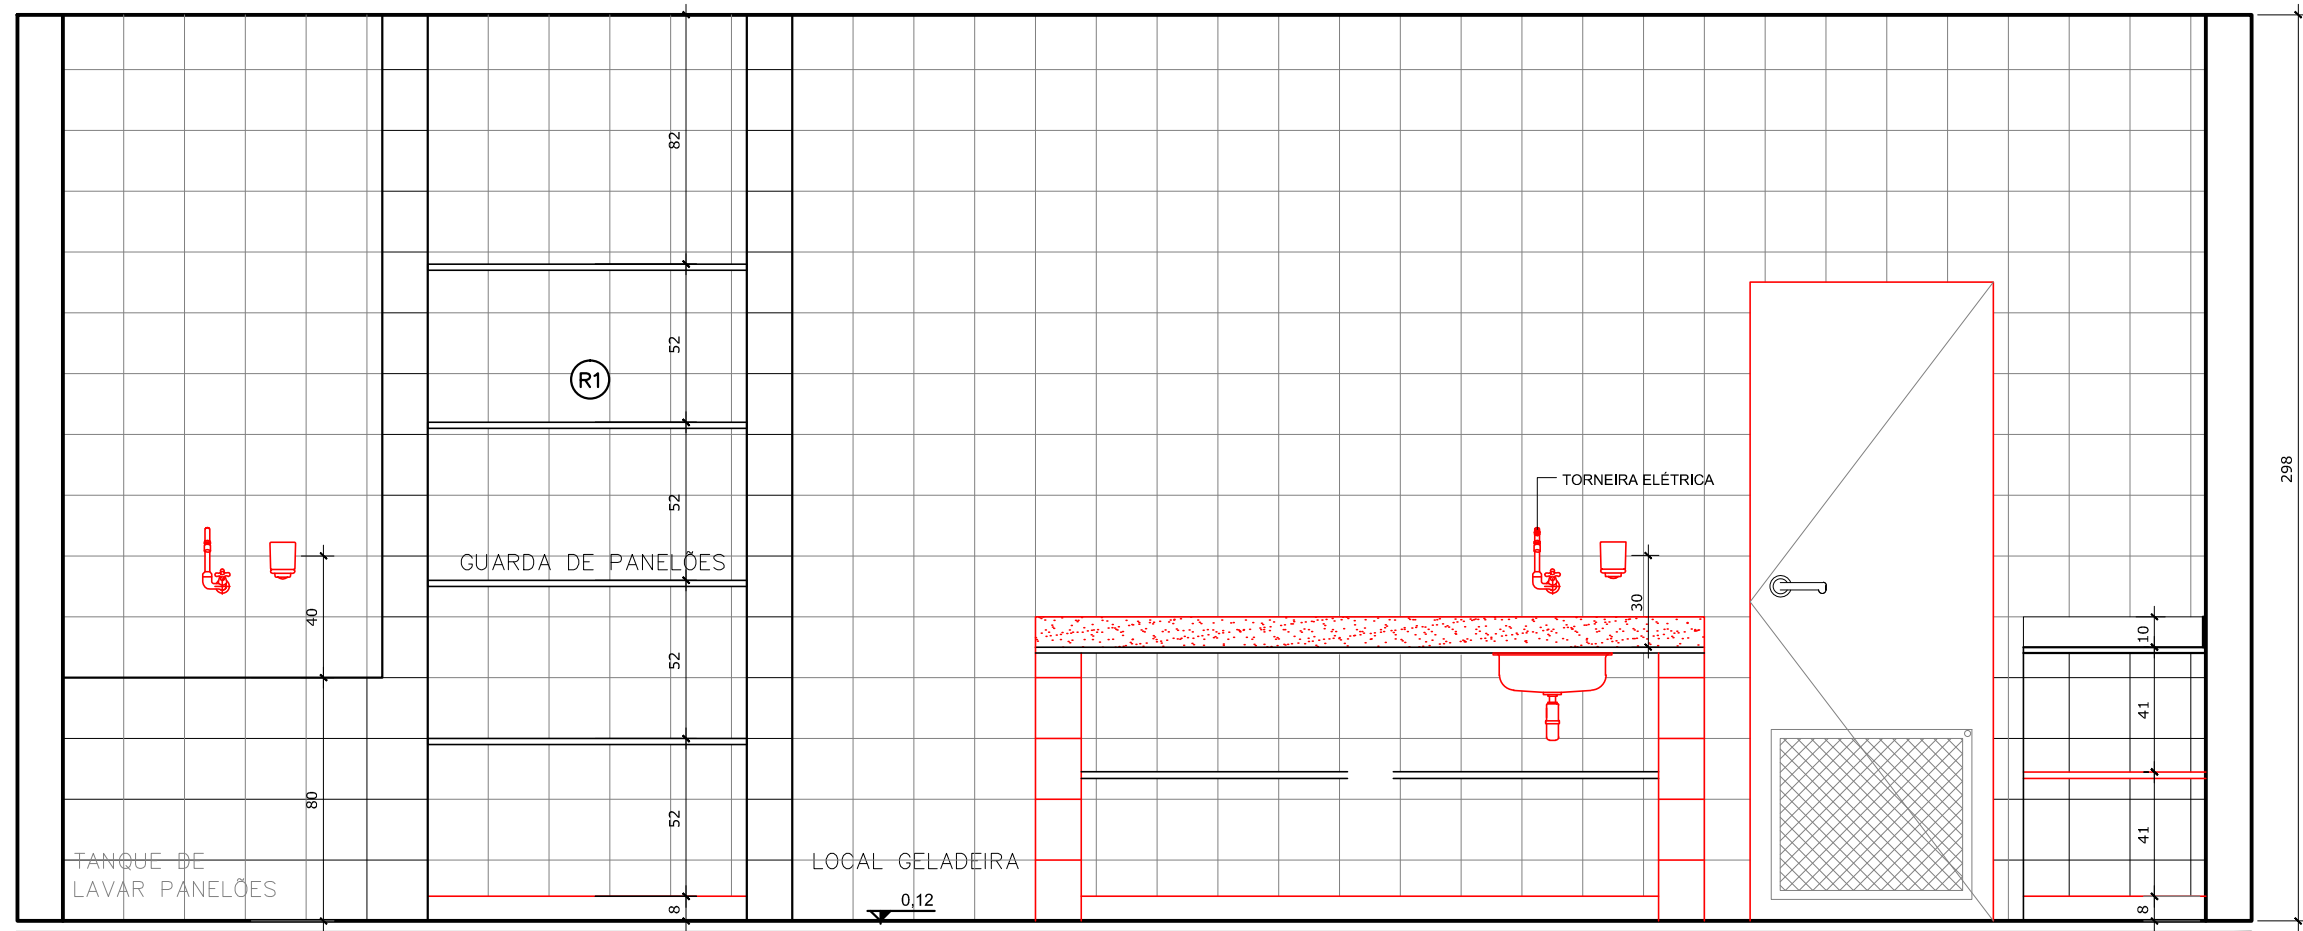 82
52
R1
298
52
TORNEIRA ELÉTRICA
GUARDA DE PANELÕES
40
30
10
52
41
80
52
41
TANQUE DE
LAVAR PANELÕES
LOCAL GELADEIRA
0,12
8
8